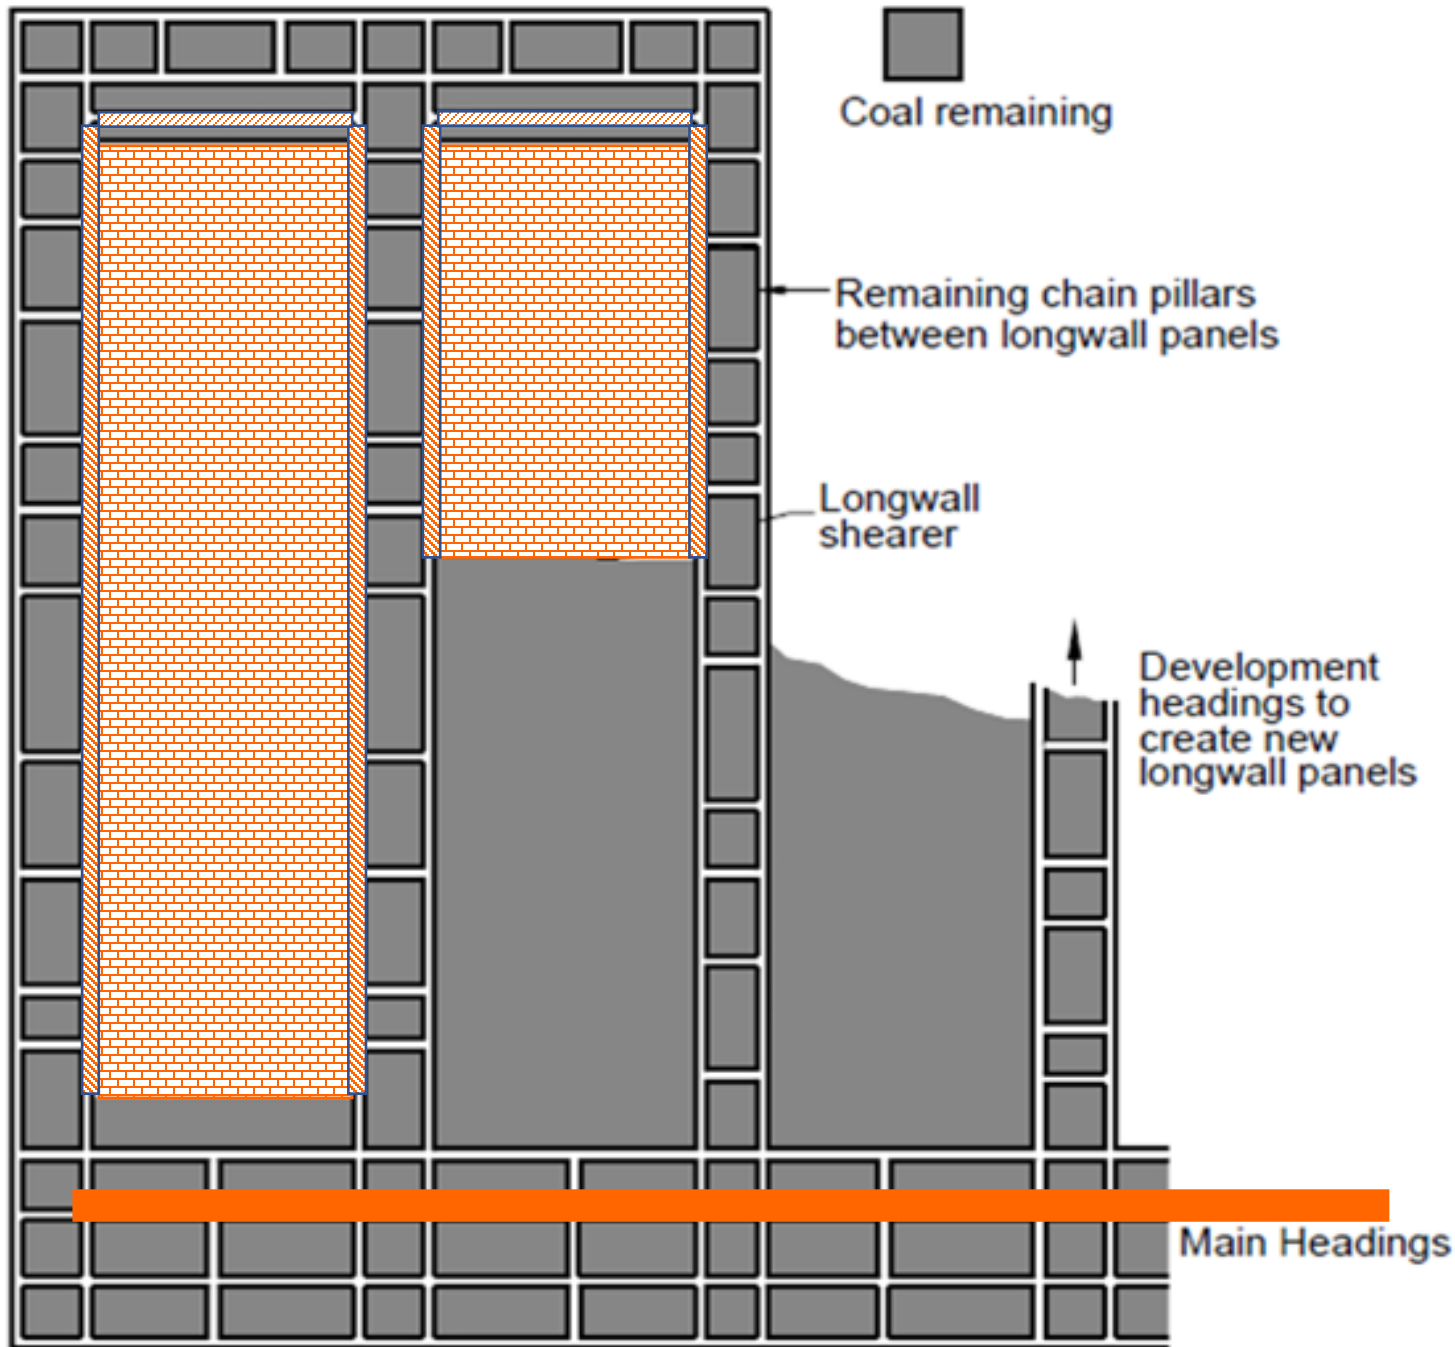 Coal remaining
Remaining chain pillars
between longwall panels
Longwall
shearer
Development
headings to
create new
longwall panels
Main Headings